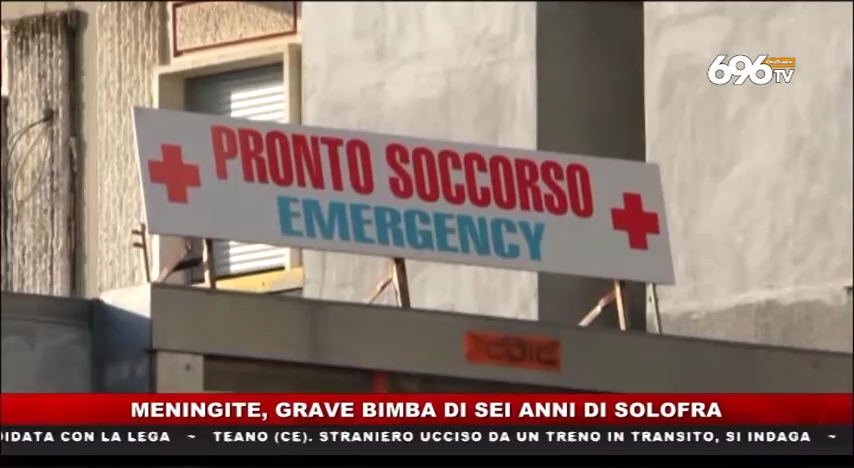 696 TV
PRONTO SOCCORSO
EMERGENCY
MENINGITE, GRAVE BIMBA DI SEI ANNI DI SOLOFRA
DIDATA CON LA LEGA ~ TEANO (CE). STRANIERO UCCISO DA UN TRENO IN TRANSITO, SI INDAGA ~